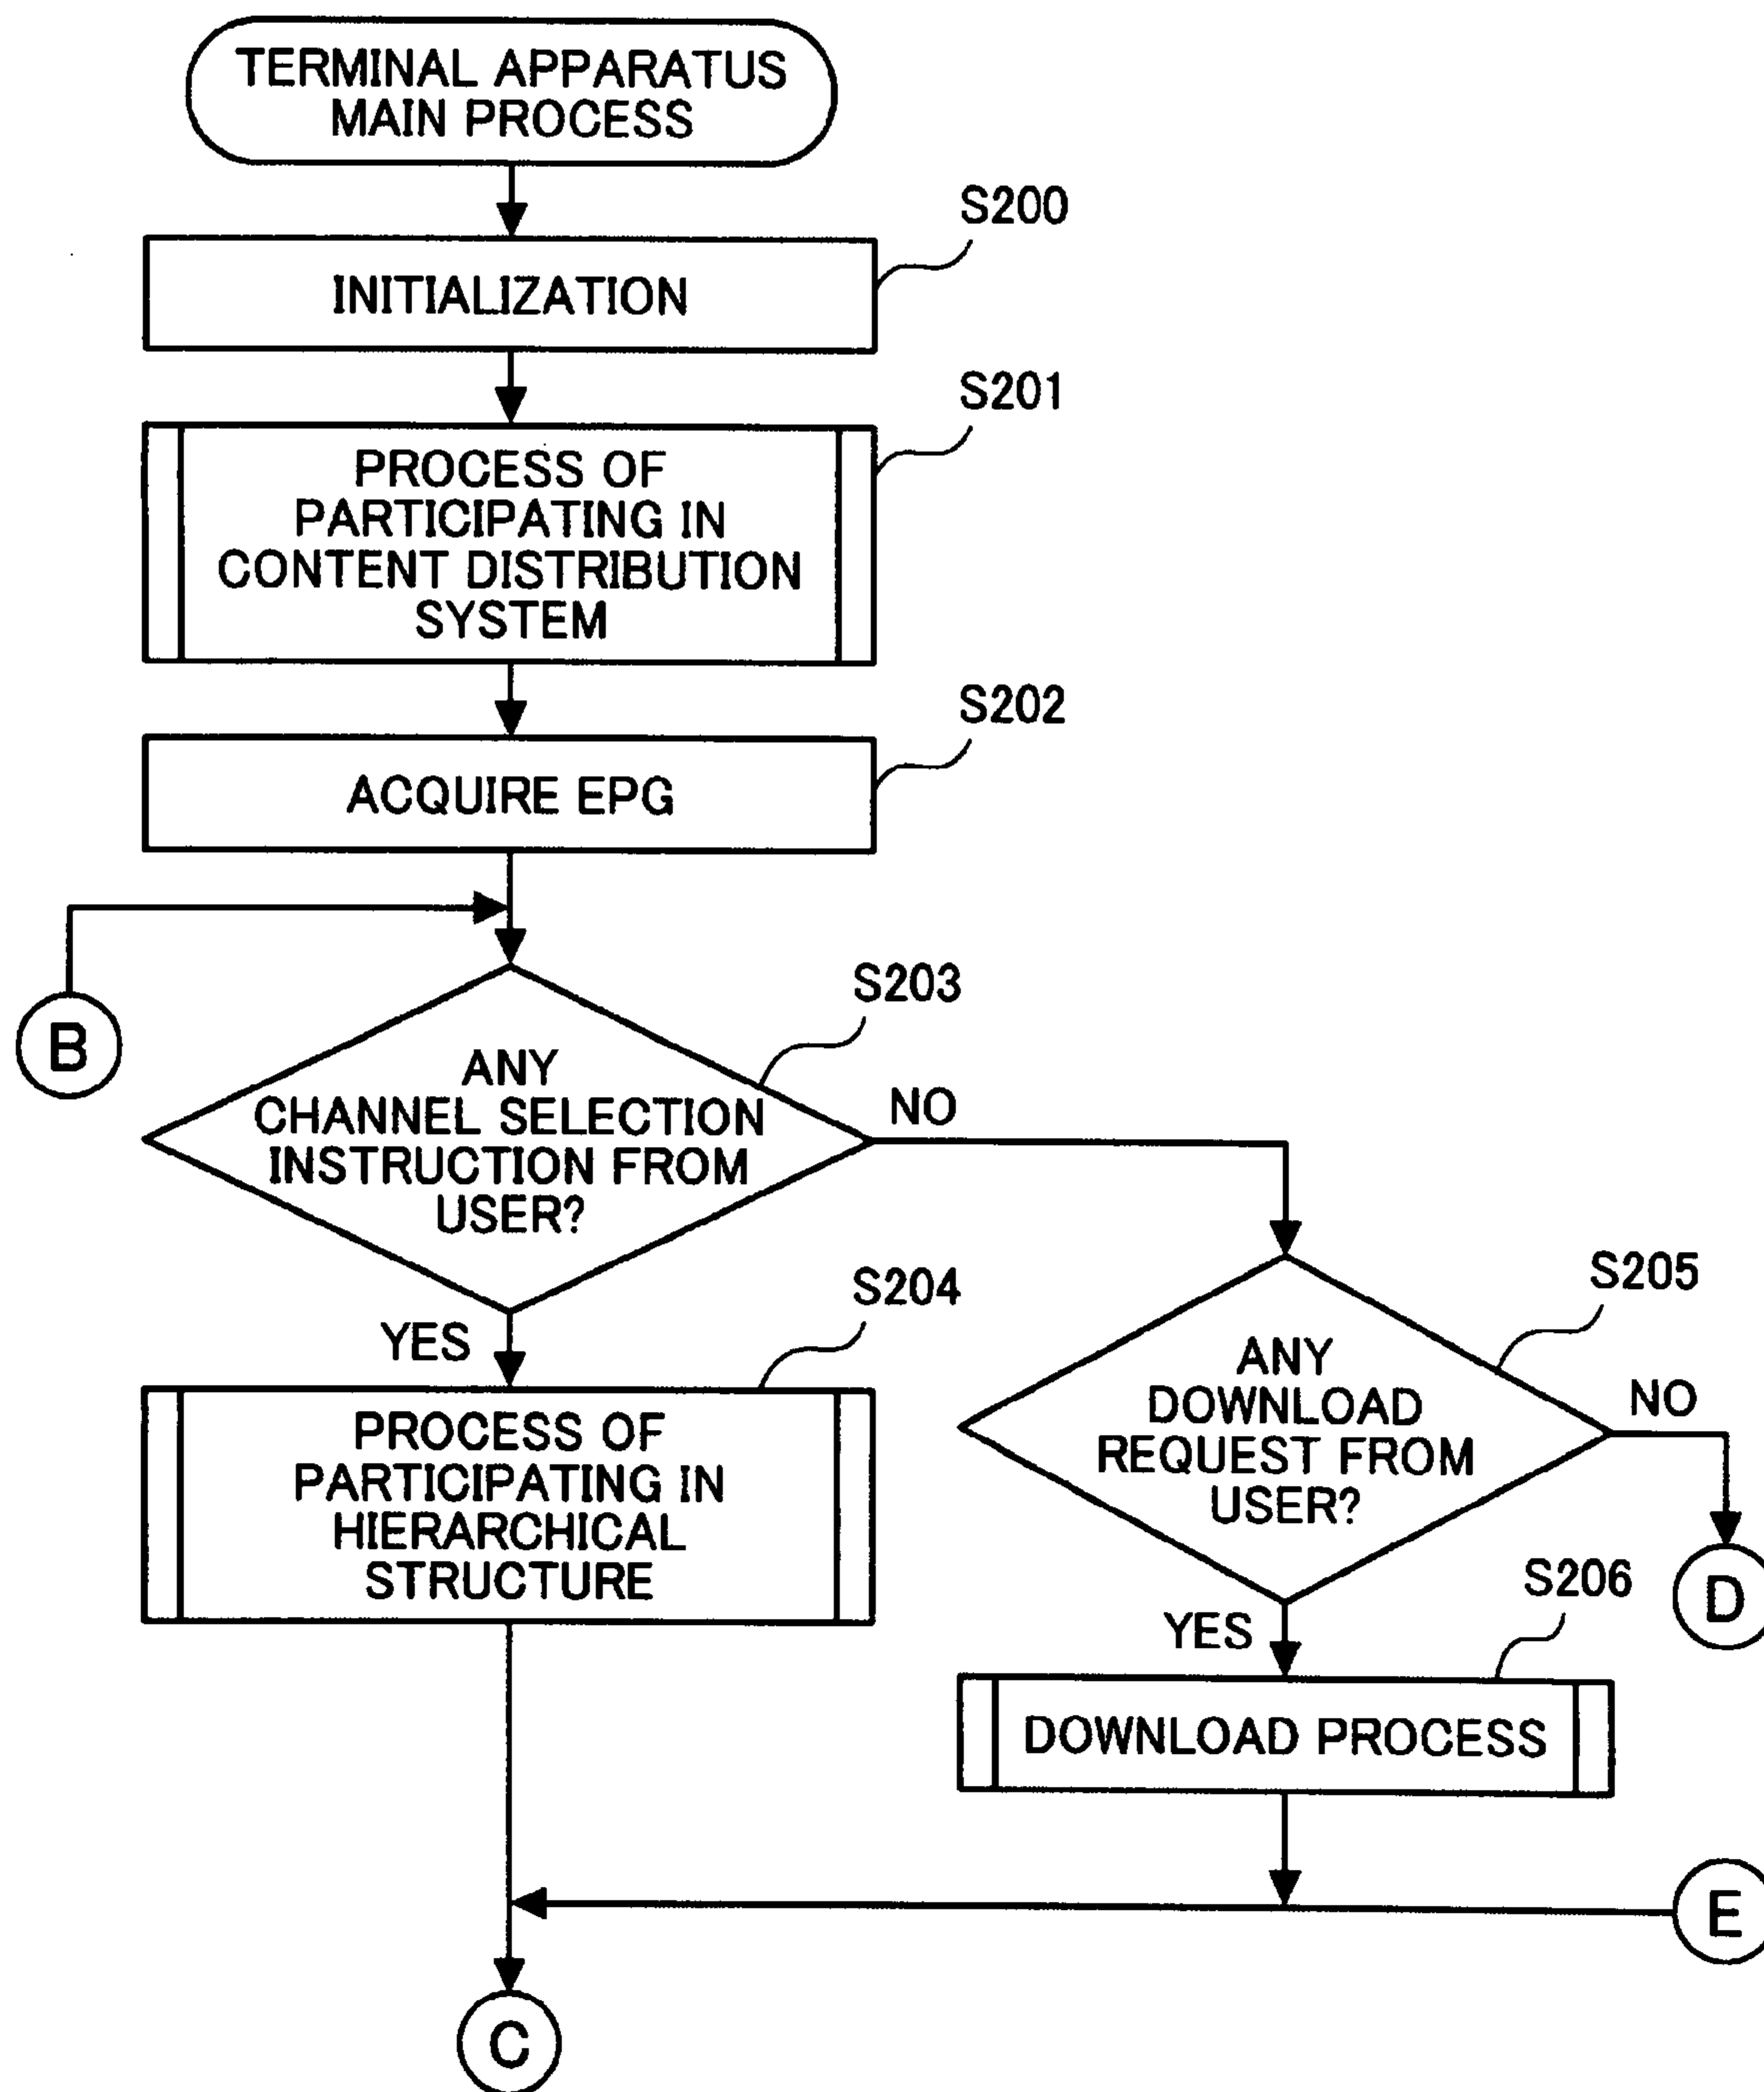 TERMINAL APPARATUS
MAIN PROCESS
S200
INITIALIZATION
S201
PROCESS OF
PARTICIPATING IN
CONTENT DISTRIBUTION
SYSTEM
S202
ACQUIRE EPG
B
S203
ANY
CHANNEL SELECTION
INSTRUCTION FROM
USER?
NO
YES
S204
PROCESS OF
PARTICIPATING IN
HIERARCHICAL
STRUCTURE
S205
ANY
DOWNLOAD
REQUEST FROM
USER?
NO
D
YES
S206
DOWNLOAD PROCESS
E
C